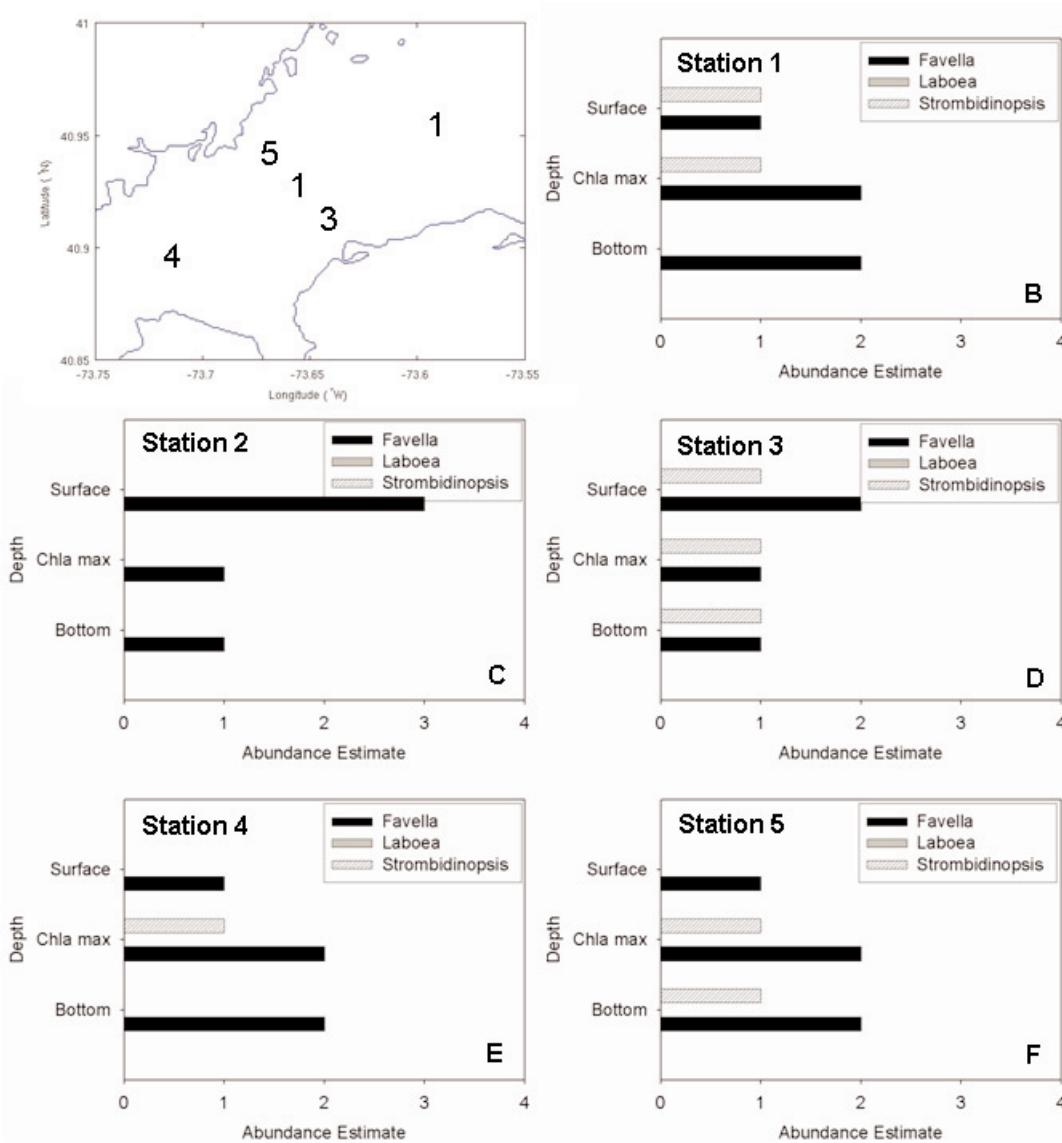 41
40.95
40.9
40.85
Latitude (°N)
-73.75
-73.7
-73.65
-73.6
-73.55
Longitude (°W)
1
5
1
3
4
Station 1
Favella
Laboea
Strombidinopsis
Surface
Chla max
Bottom
Depth
B
0 1 2 3 4
Abundance Estimate
Station 2
Favella
Laboea
Strombidinopsis
Surface
Chla max
Bottom
Depth
C
0 1 2 3 4
Abundance Estimate
Station 3
Favella
Laboea
Strombidinopsis
Surface
Chla max
Bottom
Depth
D
0 1 2 3 4
Abundance Estimate
Station 4
Favella
Laboea
Strombidinopsis
Surface
Chla max
Bottom
Depth
E
0 1 2 3 4
Abundance Estimate
Station 5
Favella
Laboea
Strombidinopsis
Surface
Chla max
Bottom
Depth
F
0 1 2 3 4
Abundance Estimate